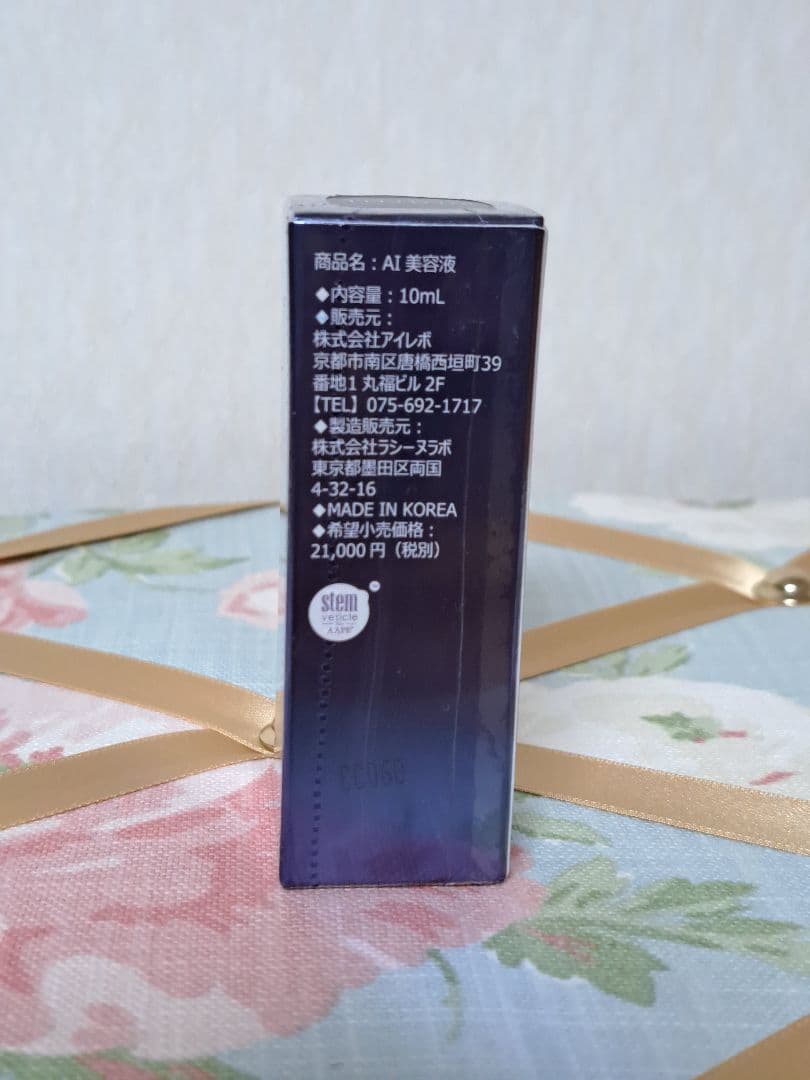 商品名：AI 美容液
◆内容量：10mL
◆販売元：
株式会社アイレボ
京都市南区唐橋西垣町39
番地1 丸福ビル 2F
【TEL】075-692-1717
◆製造販売元：
株式会社ラシーヌラボ
東京都墨田区両国
4-32-16
◆MADE IN KOREA
◆希望小売価格：
21,000 円（税別）
stem
vesicle
CC060